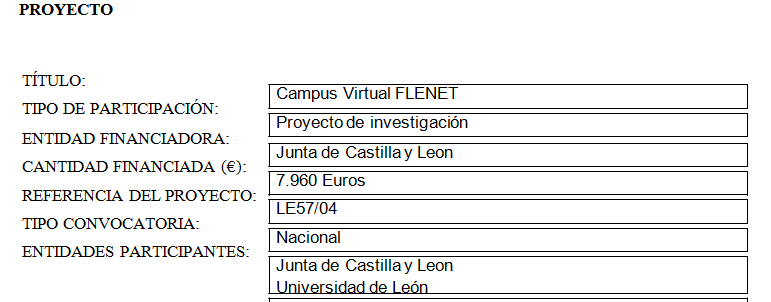 PROYECTO
TÍTULO:
Campus Virtual FLENET
TIPO DE PARTICIPACIÓN:
Proyecto de investigación
ENTIDAD FINANCIADORA:
Junta de Castilla y Leon
CANTIDAD FINANCIADA (€):
7.960 Euros
REFERENCIA DEL PROYECTO:
LE57/04
TIPO CONVOCATORIA:
Nacional
ENTIDADES PARTICIPANTES:
Junta de Castilla y Leon
Universidad de León